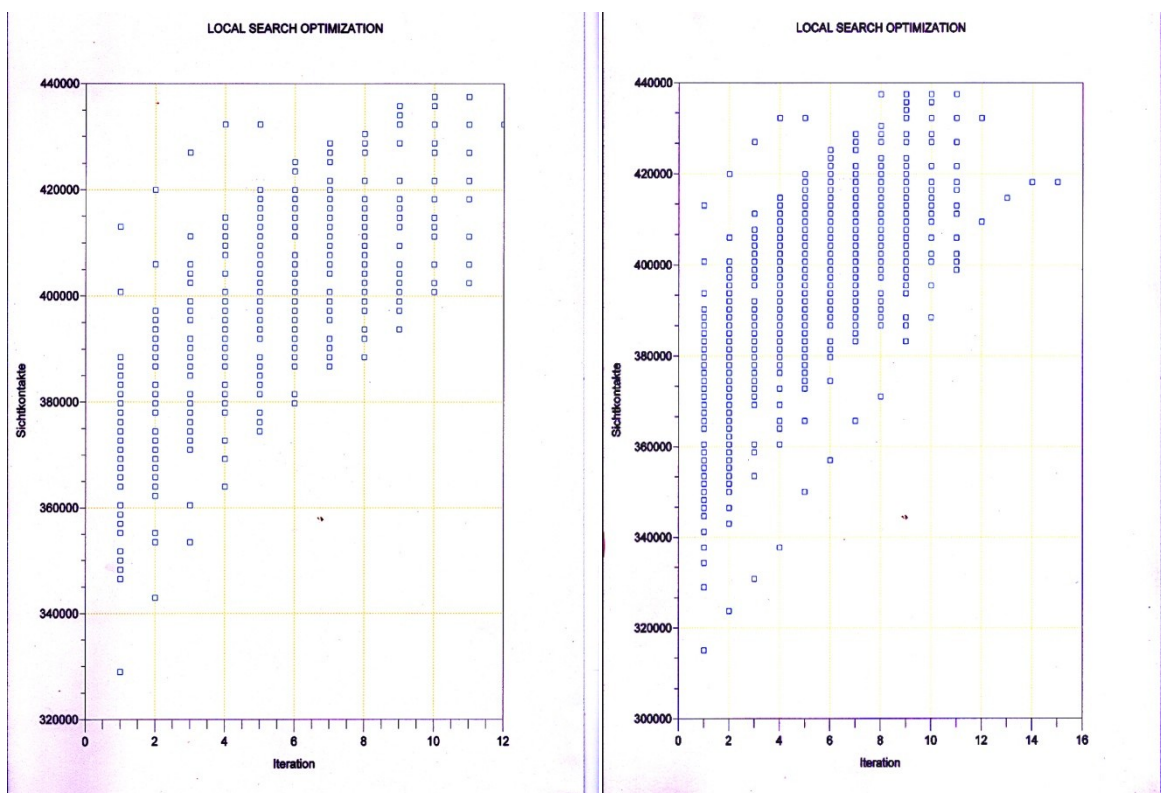 LOCAL SEARCH OPTIMIZATION
440000
420000
400000
380000
360000
340000
320000
Sichtkontakte
0 2 4 6 8 10 12
Iteration
LOCAL SEARCH OPTIMIZATION
440000
420000
400000
380000
360000
340000
320000
300000
Sichtkontakte
0 2 4 6 8 10 12 14 16
Iteration